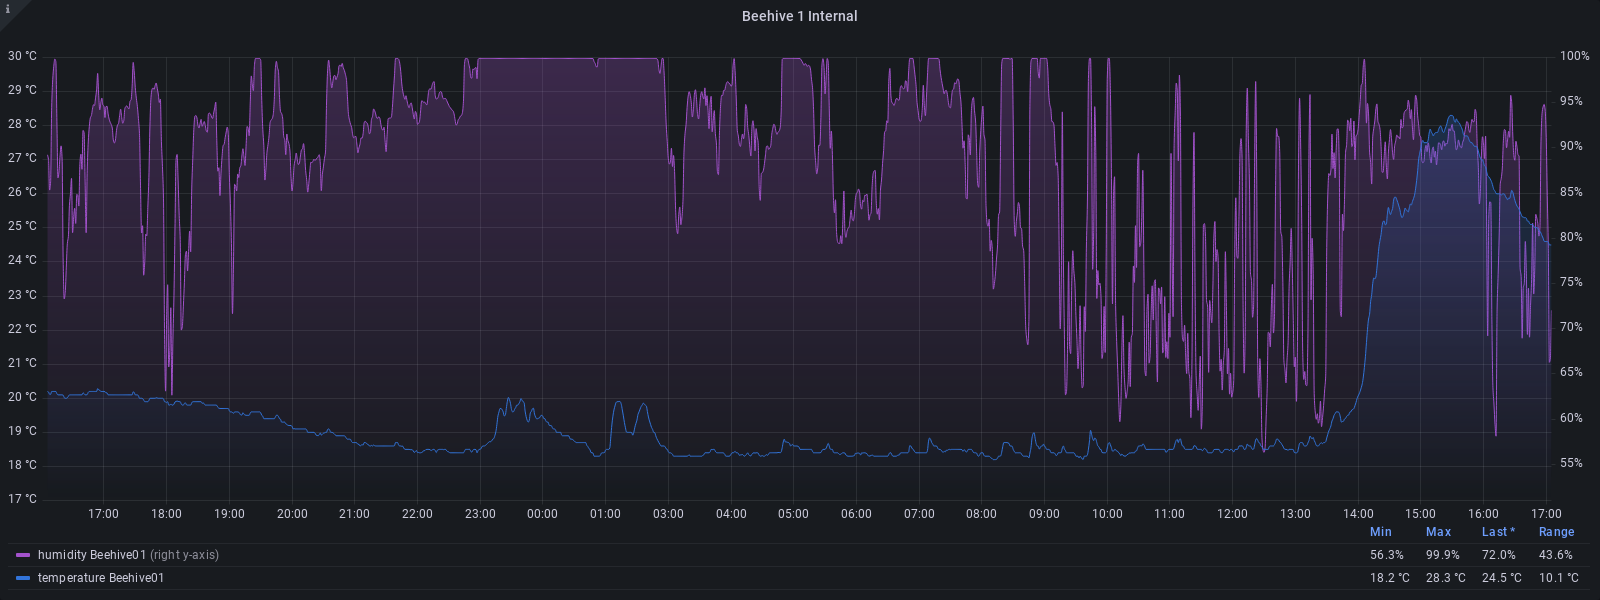 i
Beehive 1 Internal
30 °C
29 °C
28 °C
27 °C
26 °C
25 °C
24 °C
23 °C
22 °C
21 °C
20 °C
19 °C
18 °C
17 °C
100%
95%
90%
85%
80%
75%
70%
65%
60%
55%
17:00 18:00 19:00 20:00 21:00 22:00 23:00 00:00 01:00 02:00 03:00 04:00 05:00 06:00 07:00 08:00 09:00 10:00 11:00 12:00 13:00 14:00 15:00 16:00 17:00
Min Max Last * Range
humidity Beehive01 (right y-axis) 56.3% 99.9% 72.0% 43.6%
temperature Beehive01 18.2 °C 28.3 °C 24.5 °C 10.1 °C